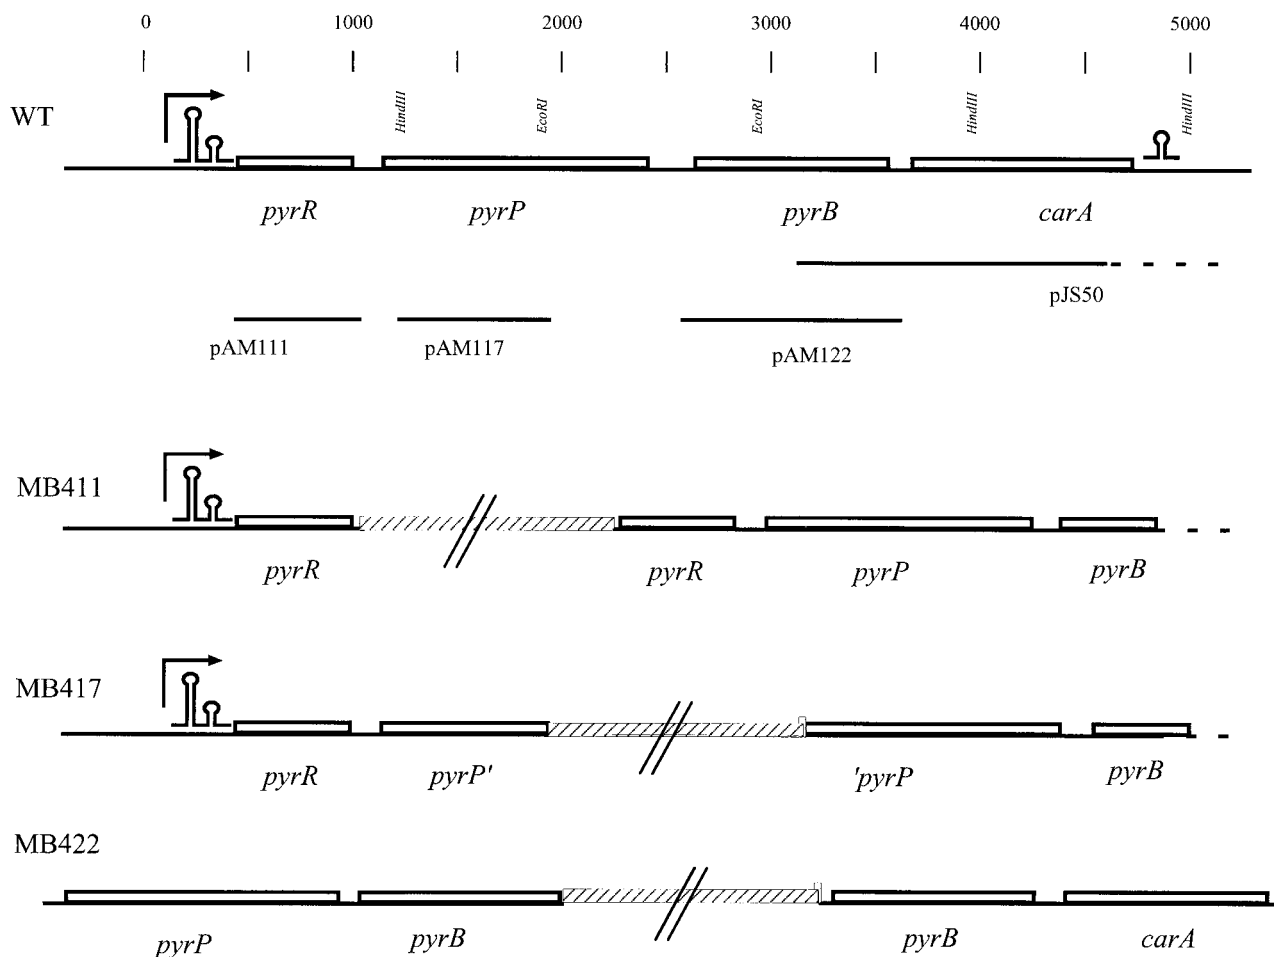 0 1000 2000 3000 4000 5000
WT
HindIII EcoRI EcoRI HindIII HindIII
pyrR pyrP pyrB carA
pJS50
pAM111 pAM117 pAM122
MB411
pyrR pyrR pyrP pyrB
MB417
pyrR pyrP' 'pyrP pyrB
MB422
pyrP pyrB pyrB carA